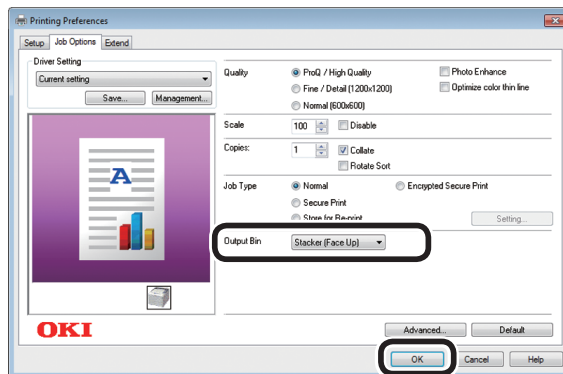 Printing Preferences
Setup Job Options Extend
Driver Setting
Current setting
Save... Management...
A
OKI
Quality ProQ / High Quality Photo Enhance
Fine / Detail (1200x1200) Optimize color thin line
Normal (600x600)
Scale 100 Disable
Copies: 1 Collate
Rotate Sort
Job Type Normal Encrypted Secure Print
Secure Print
Store for Re-print Setting...
Output Bin Stacker (Face Up)
Advanced... Default
OK Cancel Help